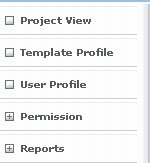 Project View
Template Profile
User Profile
Permission
Reports